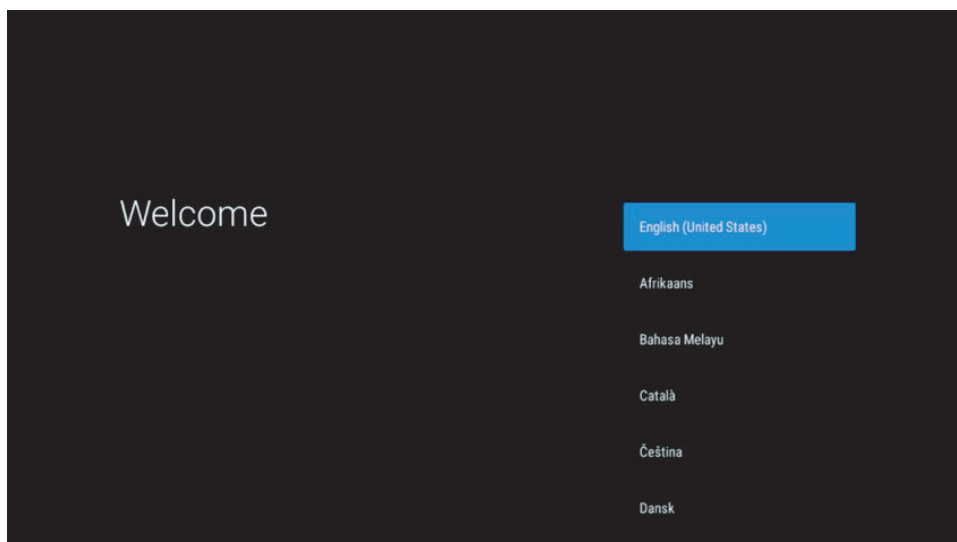 Welcome
English (United States)
Afrikaans
Bahasa Melayu
Català
Čeština
Dansk